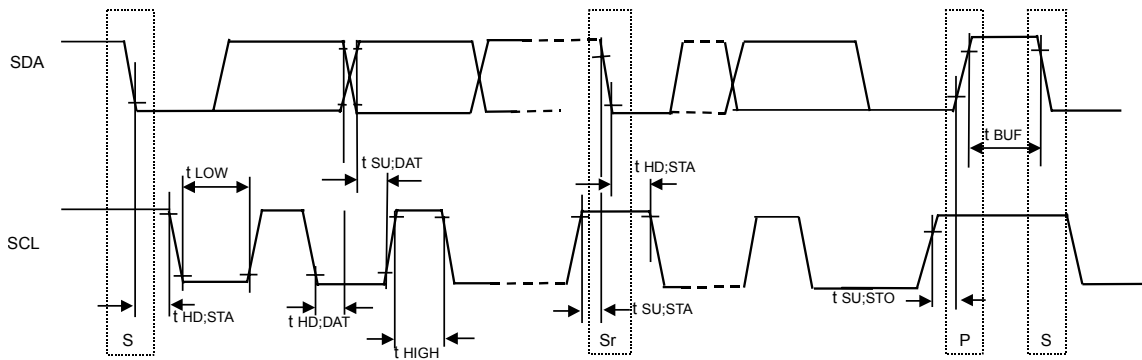 SDA
t BUF
t SU;DAT
t LOW
t HD;STA
SCL
t HD;STA
t HD;DAT
t SU;STA
t SU;STO
S
t HIGH
Sr
P
S